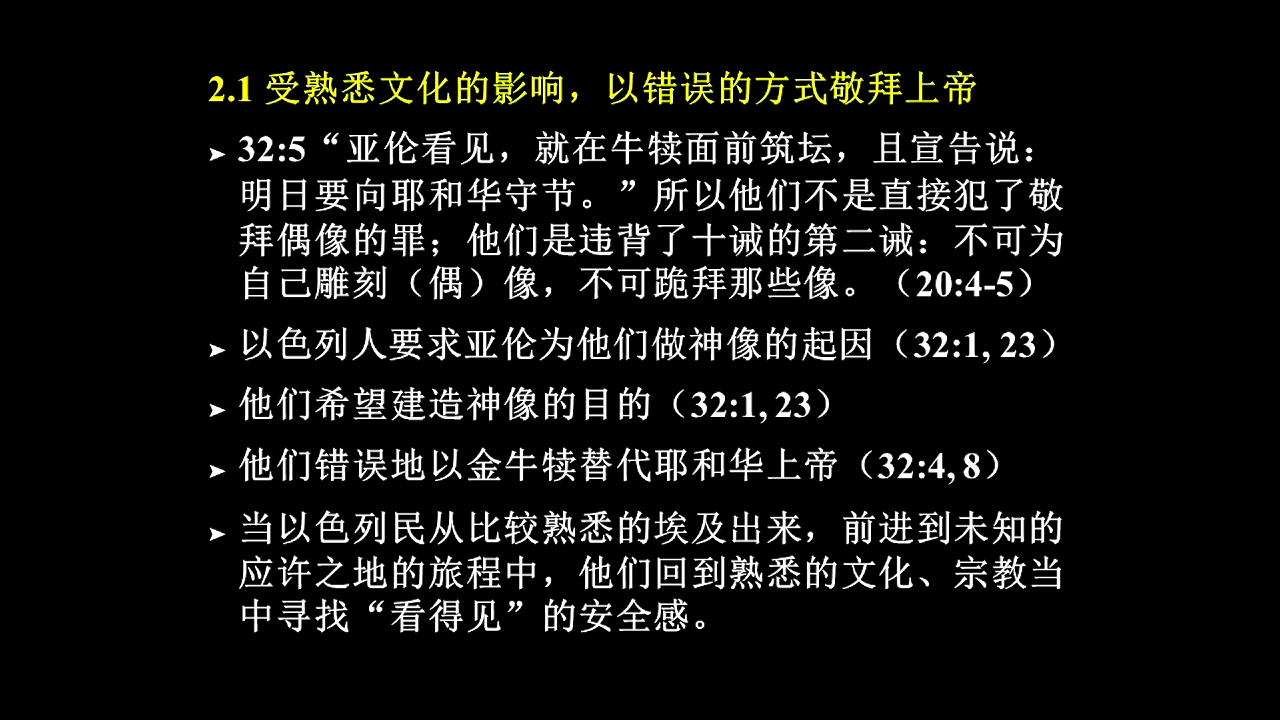 2.1 受熟悉文化的影响，以错误的方式敬拜上帝
➤ 32:5“亚伦看见，就在牛犊面前筑坛，且宣告说：
明日要向耶和华守节。”所以他们不是直接犯了敬
拜偶像的罪；他们是违背了十诫的第二诫：不可为
自己雕刻（偶）像，不可跪拜那些像。（20:4-5）
➤ 以色列人要求亚伦为他们做神像的起因（32:1, 23）
➤ 他们希望建造神像的目的（32:1, 23）
➤ 他们错误地以金牛犊替代耶和华上帝（32:4, 8）
➤ 当以色列民从比较熟悉的埃及出来，前进到未知的
应许之地的旅程中，他们回到熟悉的文化、宗教当
中寻找“看得见”的安全感。